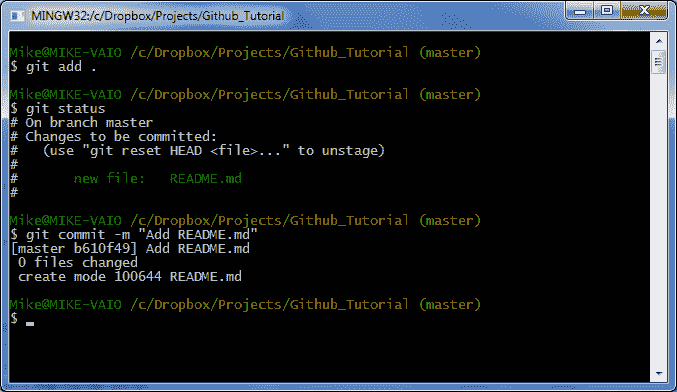 MINGW32:/c/Dropbox/Projects/Github_Tutorial
Mike@MIKE-VAIO /c/Dropbox/Projects/Github_Tutorial (master)
$ git add .
Mike@MIKE-VAIO /c/Dropbox/Projects/Github_Tutorial (master)
$ git status
# On branch master
# Changes to be committed:
#   (use "git reset HEAD <file>..." to unstage)
#
#       new file:   README.md
#
Mike@MIKE-VAIO /c/Dropbox/Projects/Github_Tutorial (master)
$ git commit -m "Add README.md"
[master b610f49] Add README.md
 0 files changed
 create mode 100644 README.md
Mike@MIKE-VAIO /c/Dropbox/Projects/Github_Tutorial (master)
$